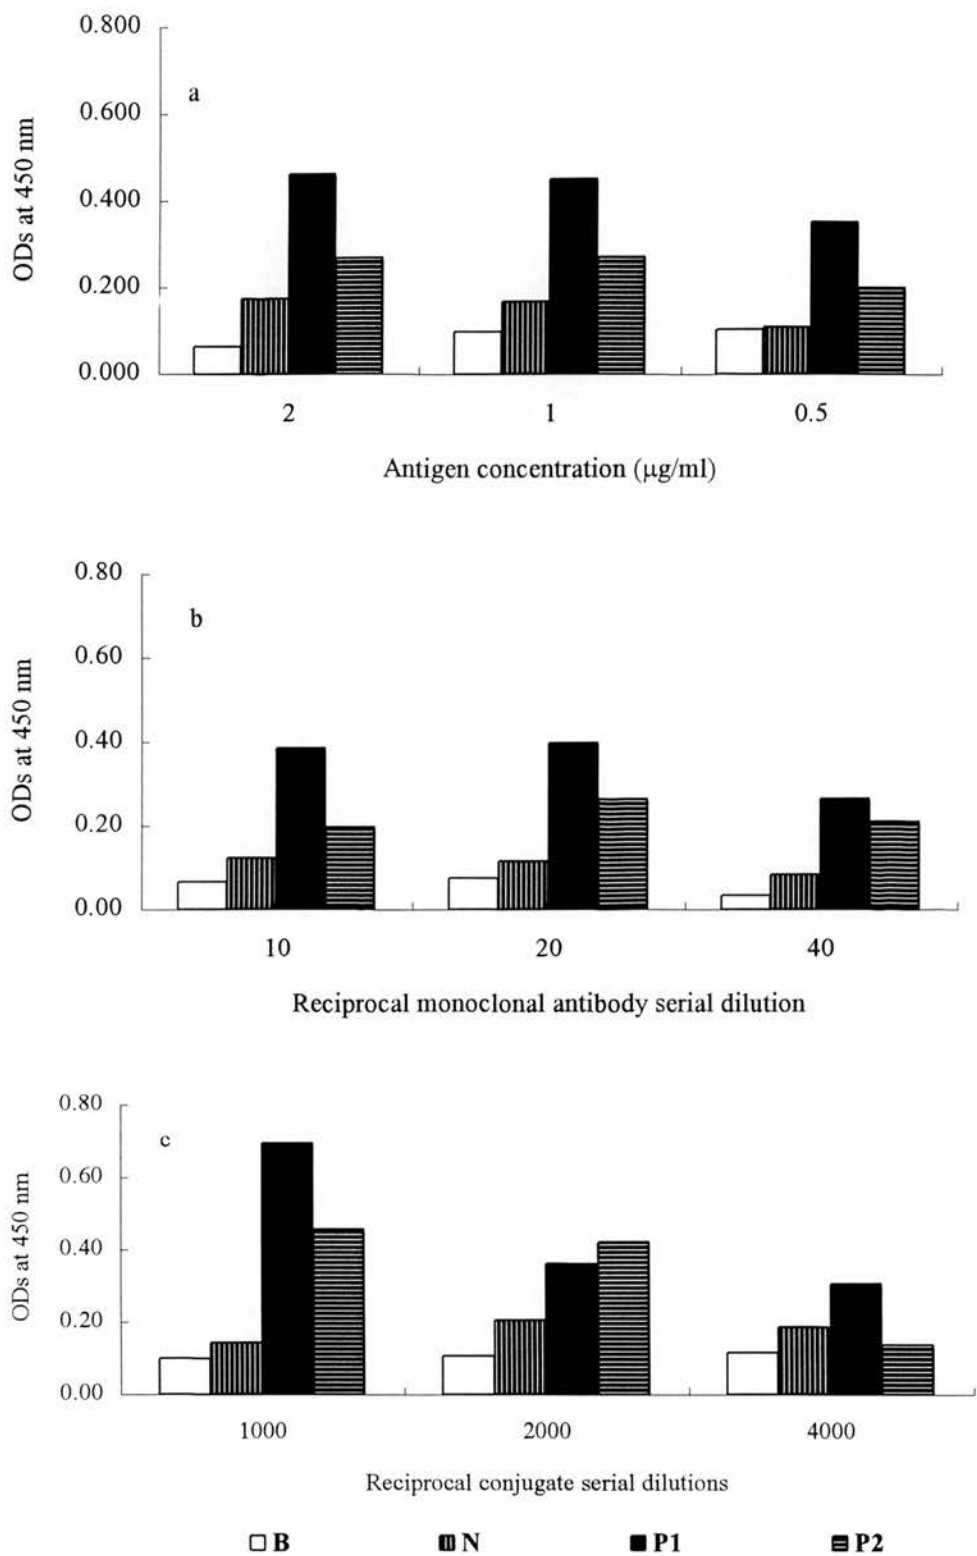 0.800
a
0.600
0.400
0.200
0.000
ODs at 450 nm
2 1 0.5
Antigen concentration (μg/ml)
0.80
b
0.60
0.40
0.20
0.00
ODs at 450 nm
10 20 40
Reciprocal monoclonal antibody serial dilution
0.80
c
0.60
0.40
0.20
0.00
ODs at 450 nm
1000 2000 4000
Reciprocal conjugate serial dilutions
B N P1 P2